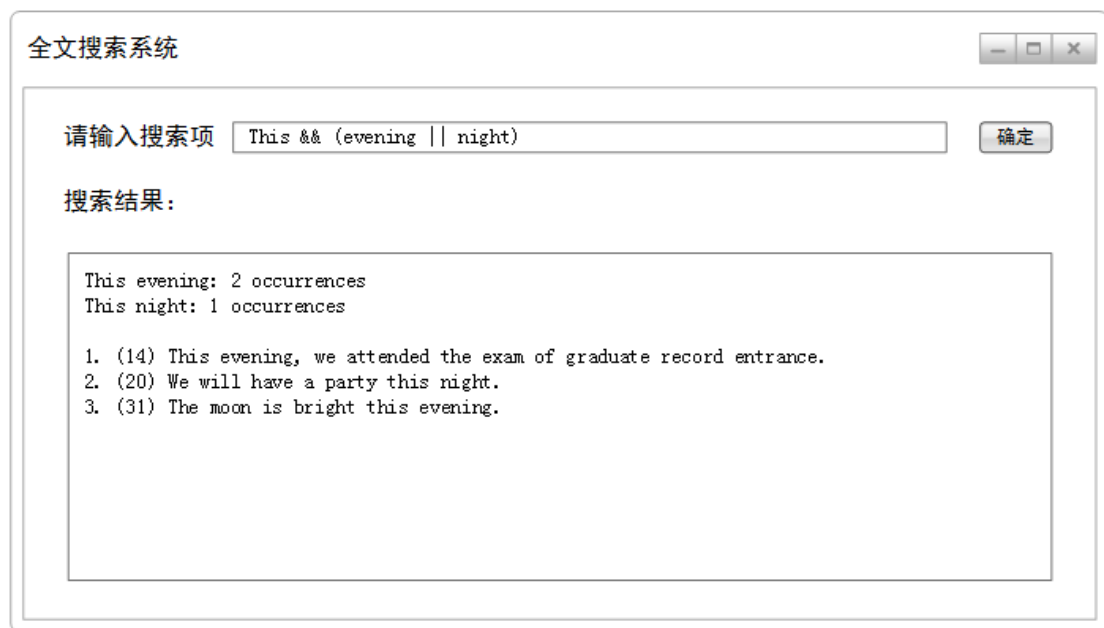 全文搜索系统
请输入搜索项 This && (evening || night) 确定
搜索结果：
This evening: 2 occurrences
This night: 1 occurrences
1. (14) This evening, we attended the exam of graduate record entrance.
2. (20) We will have a party this night.
3. (31) The moon is bright this evening.